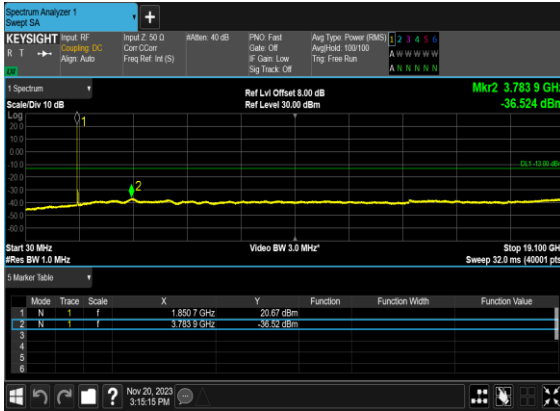 Spectrum Analyzer 1
Swept SA
+
KEYSIGHT Input: RF Input Z: 50 Ω #Atten: 40 dB PNO: Fast Avg Type: Power (RMS) 1 2 3 4 5 6
R T Coupling: DC Corr CCorr Gate: Off Avg|Hold: 100/100 A W W W W W
Align: Auto Freq Ref: Int (S) IF Gain: Low Trig: Free Run
Sig Track: Off A N N N N N
1 Spectrum Ref Lvl Offset 8.00 dB Mkr2 3.783 9 GHz
Scale/Div 10 dB Ref Level 30.00 dBm -36.524 dBm
Log
20.0 1
10.0
0.00
-10.0 DL1 -13.00 dBm
-20.0
-30.0 2
-40.0
-50.0
-60.0
Start 30 MHz Video BW 3.0 MHz* Stop 19.100 GH
#Res BW 1.0 MHz Sweep 32.0 ms (40001 pts
5 Marker Table
Mode Trace Scale X Y Function Function Width Function Value
1 N 1 f 1.850 7 GHz 20.67 dBm
2 N 1 f 3.783 9 GHz -36.52 dBm
3
4
5
6
? Nov 20, 2023
3:15:15 PM